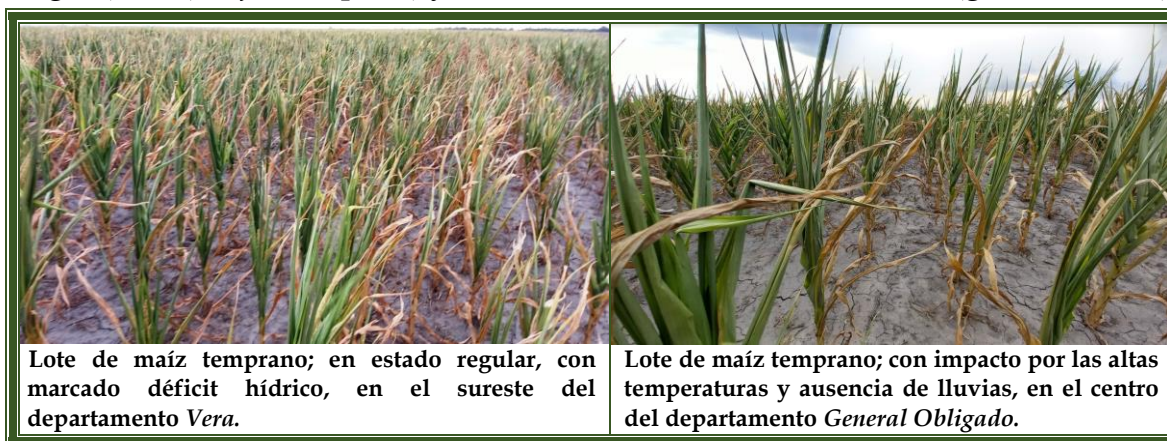 Lote de maíz temprano; en estado regular, con
marcado déficit hídrico, en el sureste del
departamento Vera.
Lote de maíz temprano; con impacto por las altas
temperaturas y ausencia de lluvias, en el centro
del departamento General Obligado.